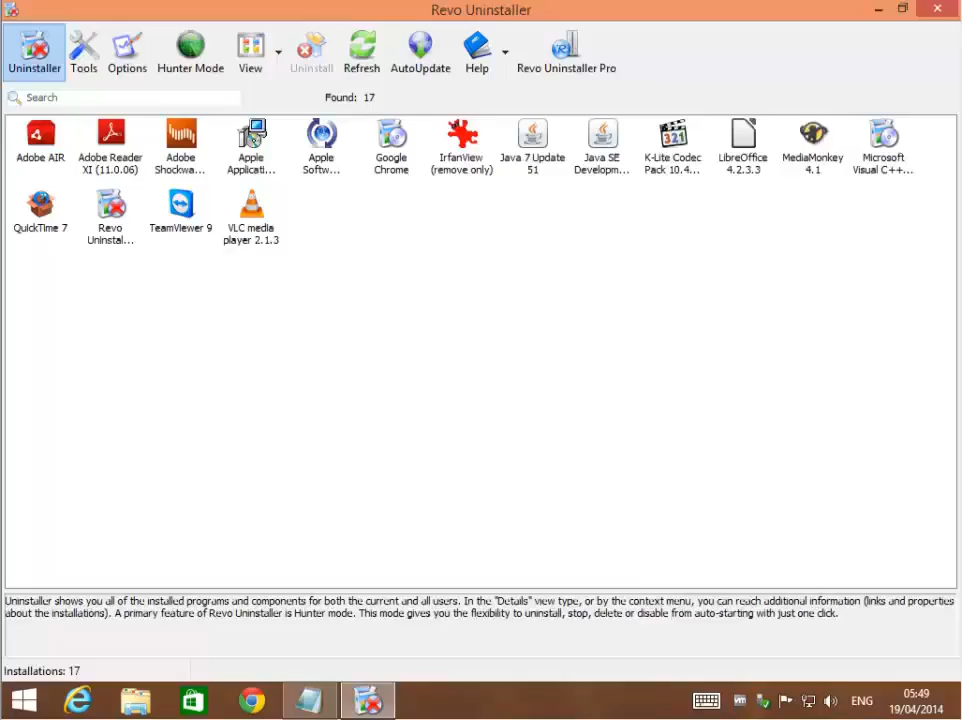 Revo Uninstaller
Uninstaller Tools Options Hunter Mode View Uninstall Refresh AutoUpdate Help Revo Uninstaller Pro
Search Found: 17
Adobe AIR
Adobe Reader
XI (11.0.06)
Adobe
Shockwa...
Apple
Applicati...
Apple
Softw...
Google
Chrome
IrfanView
(remove only)
Java 7 Update
51
Java SE
Developm...
K-Lite Codec
Pack 10.4...
LibreOffice
4.2.3.3
MediaMonkey
4.1
Microsoft
Visual C++...
QuickTime 7
Revo
Uninstal...
TeamViewer 9
VLC media
player 2.1.3
Uninstaller shows you all of the installed programs and components for both the current and all users. In the "Details" view type, or by the context menu, you can reach additional information (links and properties
about the installations). A primary feature of Revo Uninstaller is Hunter mode. This mode gives you the flexibility to uninstall, stop, delete or disable from auto-starting with just one click.
Installations: 17
ENG
05:49
19/04/2014